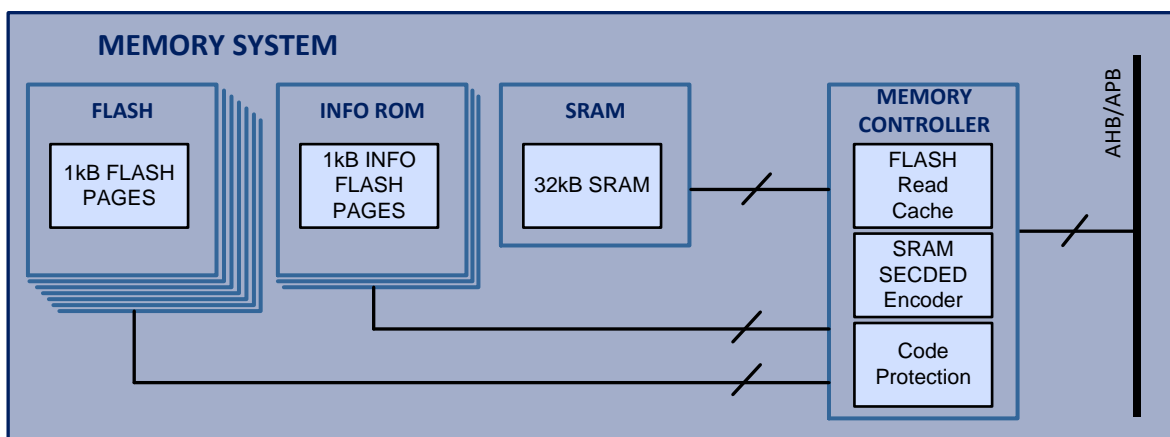 MEMORY SYSTEM
FLASH
1kB FLASH
PAGES
INFO ROM
1kB INFO
FLASH
PAGES
SRAM
32kB SRAM
MEMORY
CONTROLLER
FLASH
Read
Cache
SRAM
SECDED
Encoder
Code
Protection
AHB/APB